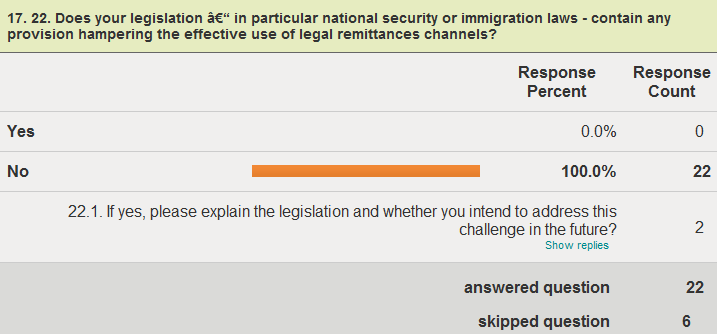 17. 22. Does your legislation â€“ in particular national security or immigration laws - contain any
provision hampering the effective use of legal remittances channels?
Response Percent
Response Count
Yes 0.0% 0
No 100.0% 22
22.1. If yes, please explain the legislation and whether you intend to address this
challenge in the future? 2
Show replies
answered question 22
skipped question 6